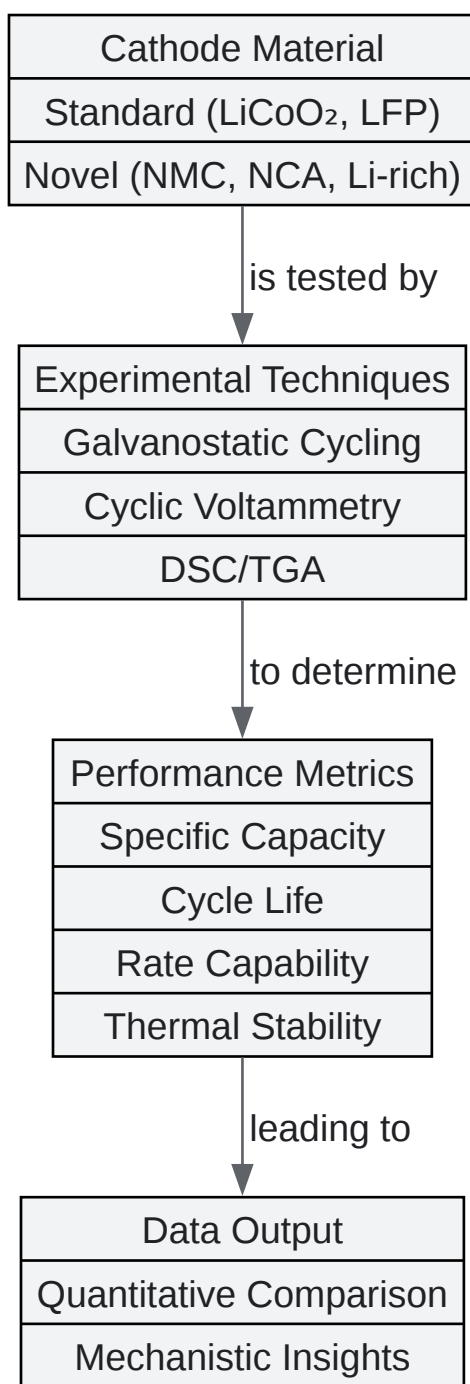 Cathode Material
Standard (LiCoO₂, LFP)
Novel (NMC, NCA, Li-rich)
is tested by
Experimental Techniques
Galvanostatic Cycling
Cyclic Voltammetry
DSC/TGA
to determine
Performance Metrics
Specific Capacity
Cycle Life
Rate Capability
Thermal Stability
leading to
Data Output
Quantitative Comparison
Mechanistic Insights